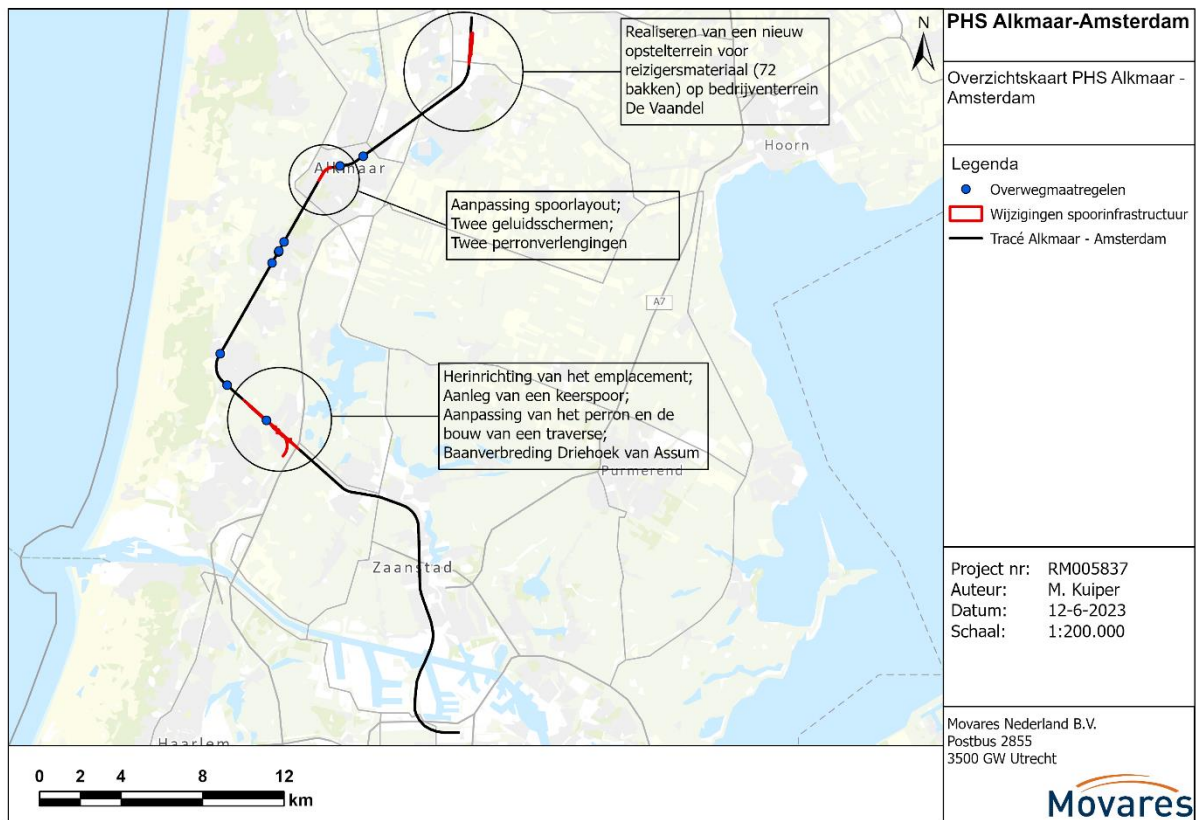 PHS Alkmaar-Amsterdam
Overzichtskaart PHS Alkmaar -
Amsterdam
Legenda
Overwegmaatregelen
Wijzigingen spoorinfrastructuur
Tracé Alkmaar - Amsterdam
N
Realiseren van een nieuw
opstelterrein voor
reizigersmateriaal (72
bakken) op bedrijventerrein
De Vaandel
Hoorn
Alkmaar
Aanpassing spoorlayout;
Twee geluidsschermen;
Twee perronverlengingen
A7
Herinrichting van het emplacement;
Aanleg van een keerspoor;
Aanpassing van het perron en de
bouw van een traverse;
Baanverbreding Driehoek van Assum
Purmerend
Zaanstad
Haarlem
0 2 4 8 12
km
Project nr: RM005837
Auteur: M. Kuiper
Datum: 12-6-2023
Schaal: 1:200.000
Movares Nederland B.V.
Postbus 2855
3500 GW Utrecht
Movares